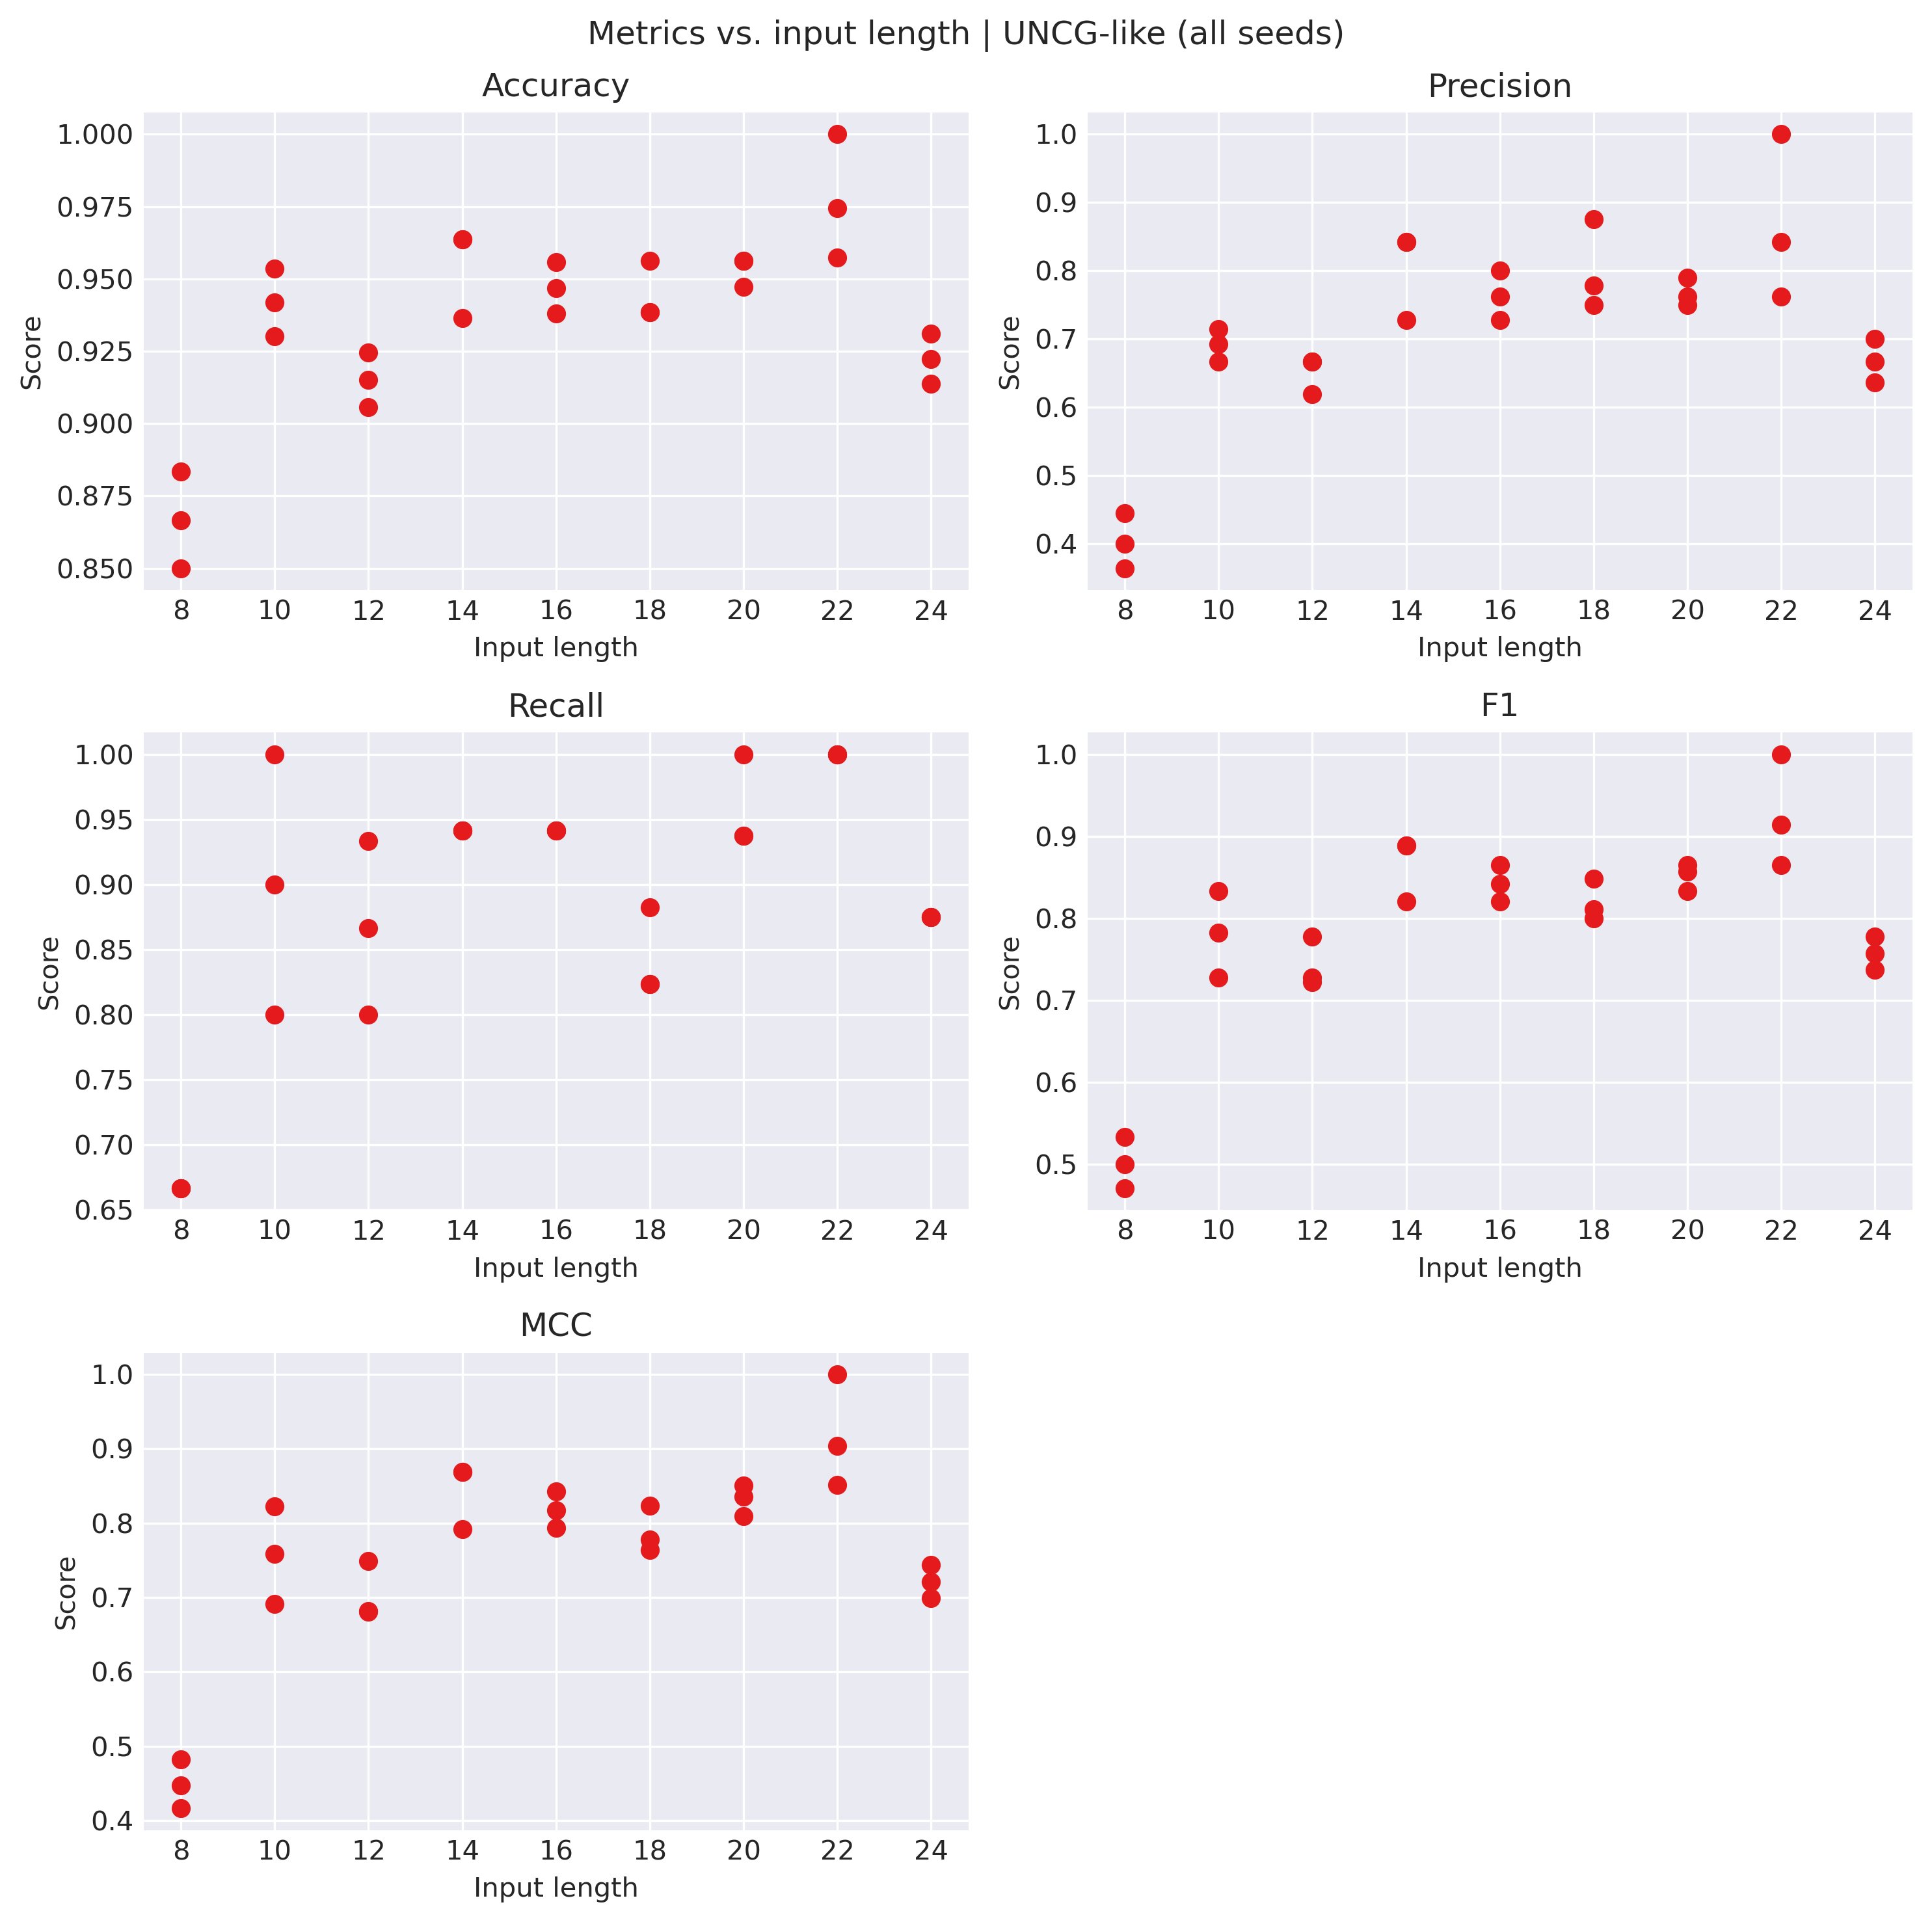 Metrics vs. input length | UNCG-like (all seeds)
Accuracy
1.000
0.975
0.950
0.925
0.900
0.875
0.850
Score
8 10 12 14 16 18 20 22 24
Input length
Precision
1.0
0.9
0.8
0.7
0.6
0.5
0.4
Score
8 10 12 14 16 18 20 22 24
Input length
Recall
1.00
0.95
0.90
0.85
0.80
0.75
0.70
0.65
Score
8 10 12 14 16 18 20 22 24
Input length
F1
1.0
0.9
0.8
0.7
0.6
0.5
Score
8 10 12 14 16 18 20 22 24
Input length
MCC
1.0
0.9
0.8
0.7
0.6
0.5
0.4
Score
8 10 12 14 16 18 20 22 24
Input length